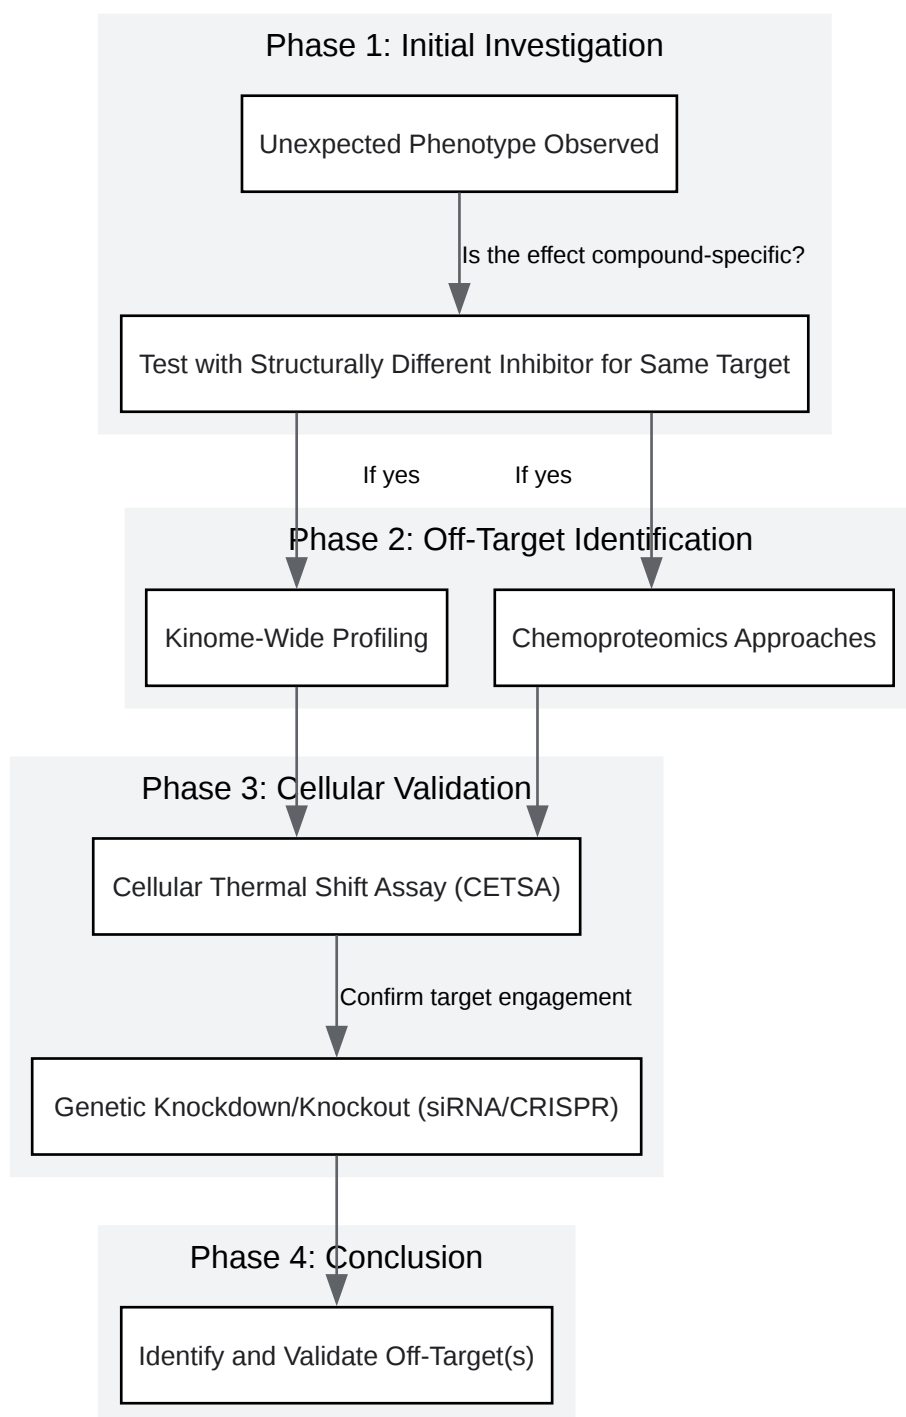 Phase 1: Initial Investigation
Unexpected Phenotype Observed
Is the effect compound-specific?
Test with Structurally Different Inhibitor for Same Target
If yes
If yes
Phase 2: Off-Target Identification
Kinome-Wide Profiling
Chemoproteomics Approaches
Phase 3: Cellular Validation
Cellular Thermal Shift Assay (CETSA)
Confirm target engagement
Genetic Knockdown/Knockout (siRNA/CRISPR)
Phase 4: Conclusion
Identify and Validate Off-Target(s)